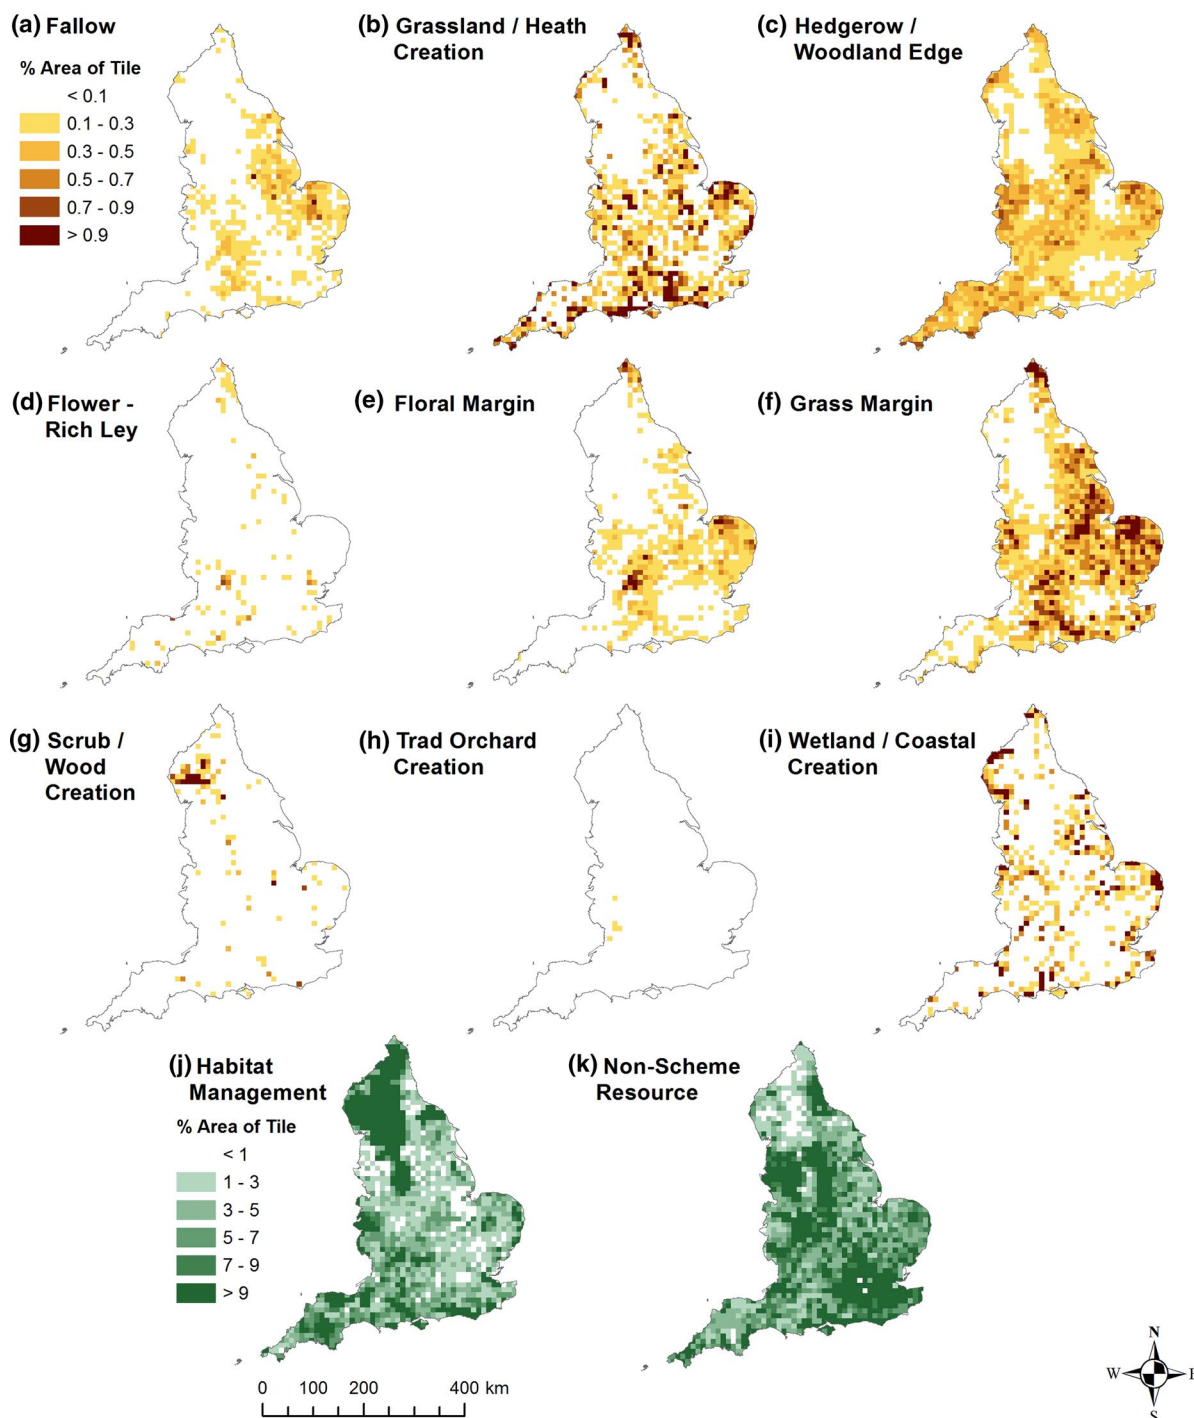 (a) Fallow
% Area of Tile
< 0.1
0.1 - 0.3
0.3 - 0.5
0.5 - 0.7
0.7 - 0.9
> 0.9
(b) Grassland / Heath
Creation
(c) Hedgerow /
Woodland Edge
(d) Flower -
Rich Ley
(e) Floral Margin
(f) Grass Margin
(g) Scrub /
Wood
Creation
(h) Trad Orchard
Creation
(i) Wetland / Coastal
Creation
(j) Habitat
Management
% Area of Tile
< 1
1 - 3
3 - 5
5 - 7
7 - 9
> 9
(k) Non-Scheme
Resource
0 100 200 400 km
N
W E
S